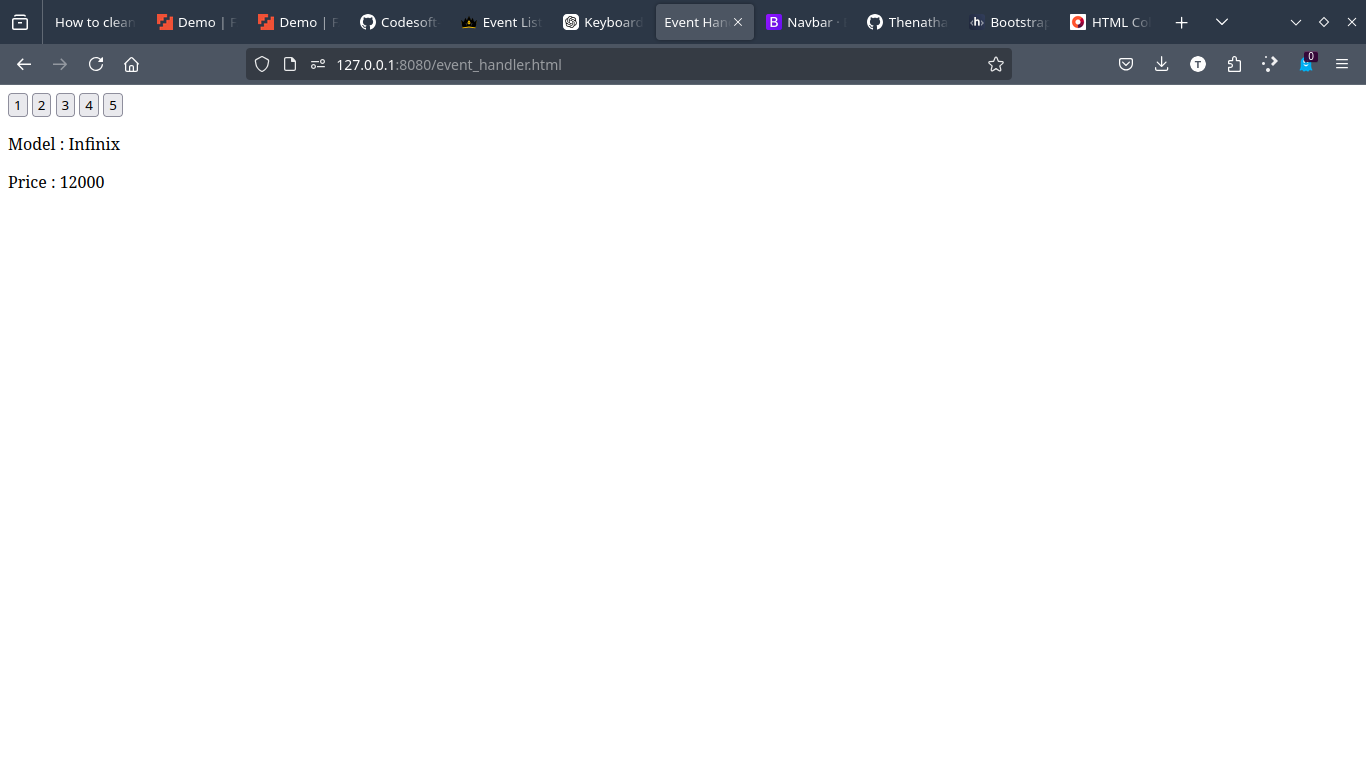 How to clean Demo | F Demo | F Codesoft Event List Keyboard Event Han Navbar · Thenatha Bootstrap HTML Co
127.0.0.1:8080/event_handler.html T 0
1 2 3 4 5
Model : Infinix
Price : 12000